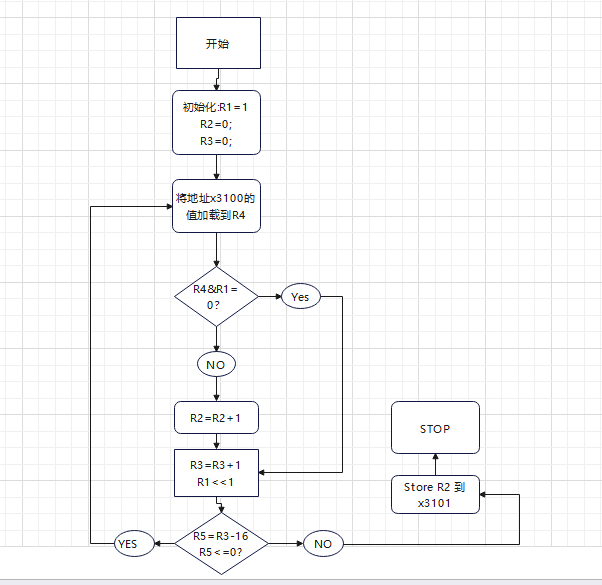 开始
初始化:R1=1
R2=0;
R3=0;
将地址x3100的
值加载到R4
R4&R1=
0?
Yes
NO
R2=R2+1
R3=R3+1
R1<<1
STOP
Store R2 到
x3101
R5=R3-16
R5<=0?
YES
NO